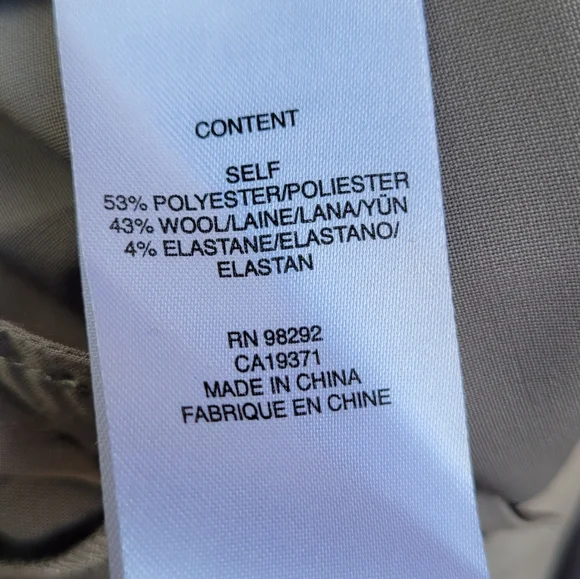 CONTENT
SELF
53% POLYESTER/POLIESTER
43% WOOL/LAINE/LANA/YÜN
4% ELASTANE/ELASTANO/
ELASTAN
RN 98292
CA19371
MADE IN CHINA
FABRIQUE EN CHINE